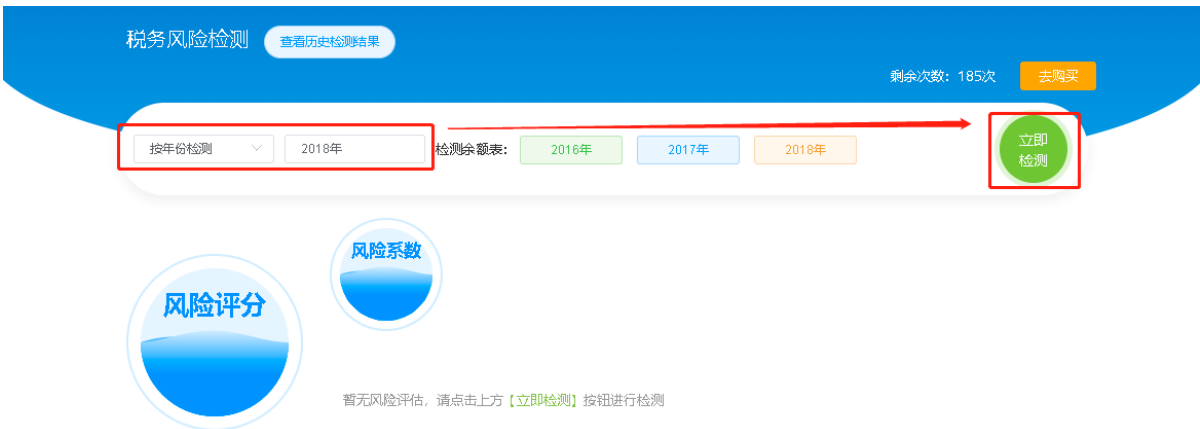 税务风险检测 查看历史检测结果
剩余次数：185次 去购买
按年份检测 2018年 检测余额表： 2016年 2017年 2018年 立即
检测
风险系数
风险评分
暂无风险评估，请点击上方【立即检测】按钮进行检测